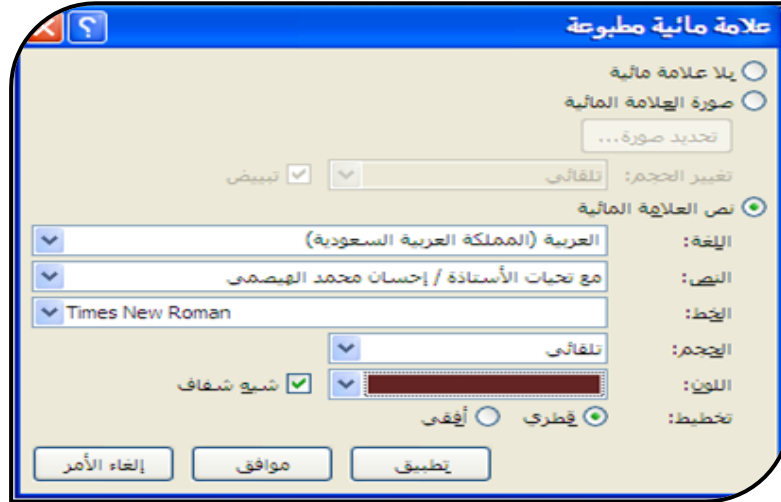 علامة مائية مطبوعة
بلا علامة مائية
صورة العلامة المائية
تحديد صورة...
تغيير الحجم: تلقائي تبييض
نص العلامة المائية
اللغة: العربية (المملكة العربية السعودية)
النص: مع تحيات الأستاذة / إحسان محمد الهيصمي
الخط: Times New Roman
الحجم: تلقائي
اللون: شبه شفاف
تخطيط: قطري أفقي
تطبيق موافق إلغاء الأمر